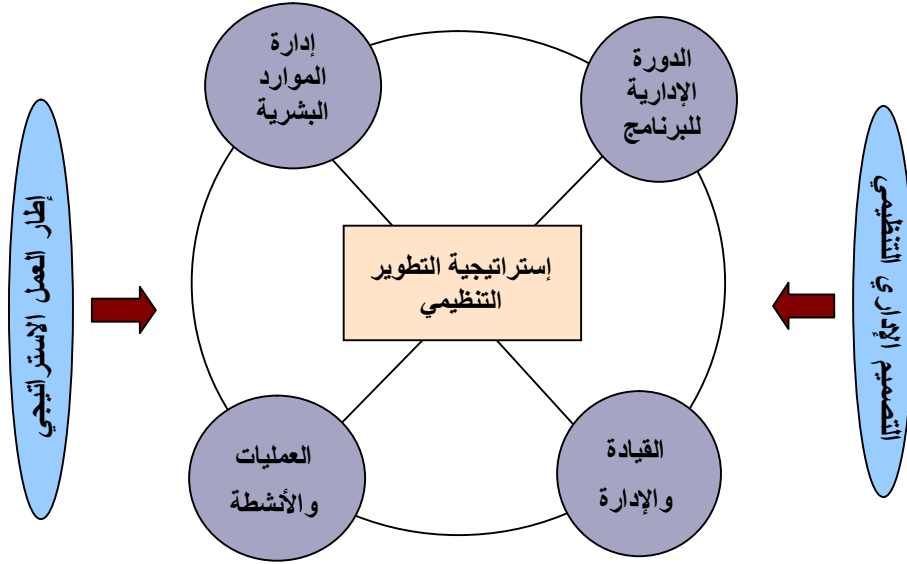 الدورة
الإدارية
للبرنامج
إدارة
الموارد
البشرية
التصميم الإداري التنظيمي
إستراتيجية التطوير
التنظيمي
إطار العمل الاستراتيجي
القيادة
والإدارة
العمليات
والأنشطة